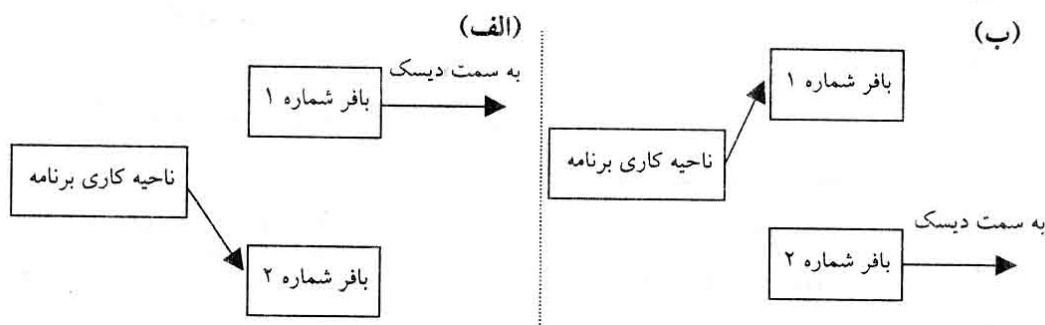 (الف)
به سمت دیسک
بافر شماره ۱
ناحیه کاری برنامه
بافر شماره ۲
(ب)
بافر شماره ۱
ناحیه کاری برنامه
به سمت دیسک
بافر شماره ۲